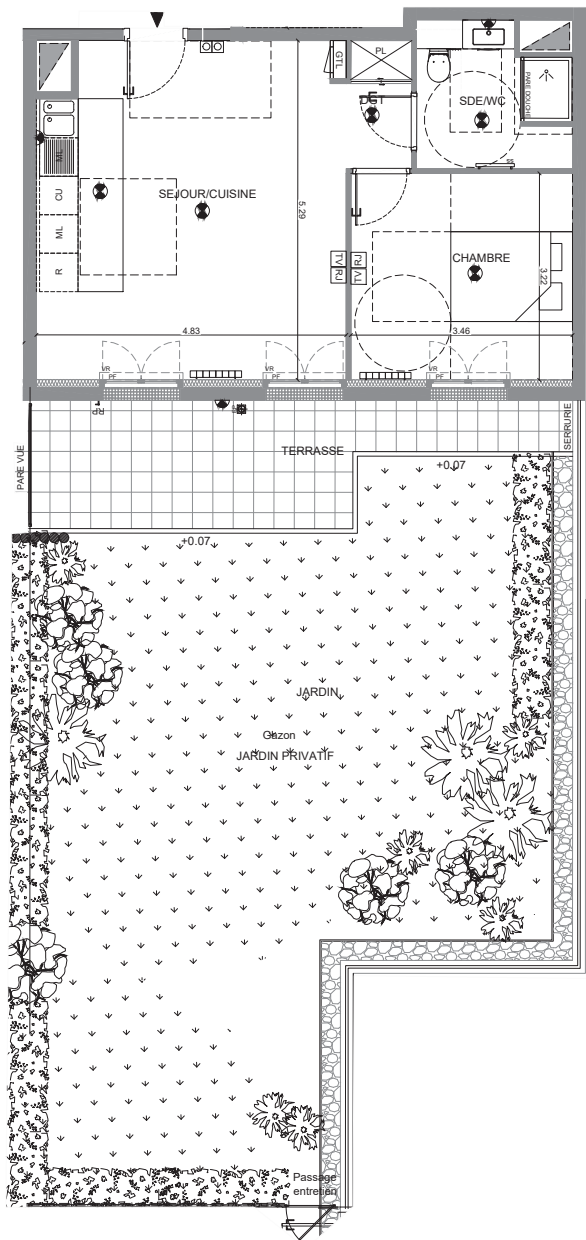 PL
GTL
SDE/WC
PARE DOUCHE
DGT
ML
SEJOUR/CUISINE
CU
5.29
SS
ML
CHAMBRE
TV RJ
RJ
TV
R
3.22
4.83
3.46
VR
PF
VR
PF
VR
PF
RP
PARE VUE
TERRASSE
SERRURIE
+0.07
+0.07
JARDIN
Gazon
JARDIN PRIVATIF
Passage
entretien